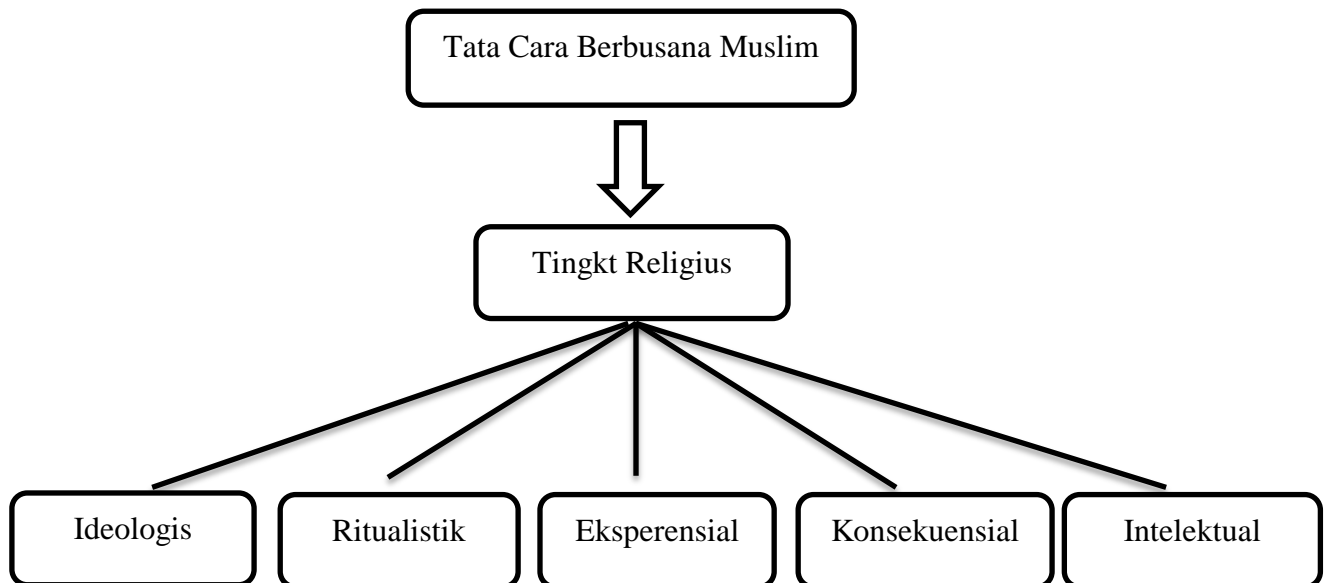 Tata Cara Berbusana Muslim
Tingkt Religius
Ideologis
Ritualistik
Eksperensial
Konsekuensial
Intelektual